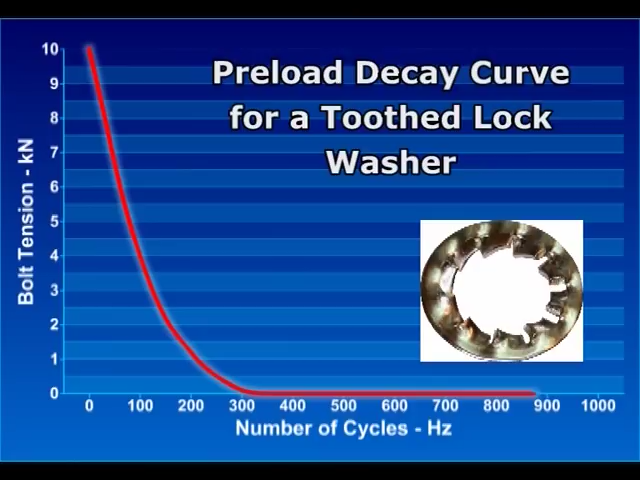 Preload Decay Curve
for a Toothed Lock
Washer
Bolt Tension - kN
10
9
8
7
6
5
4
3
2
1
0
0 100 200 300 400 500 600 700 800 900 1000
Number of Cycles - Hz